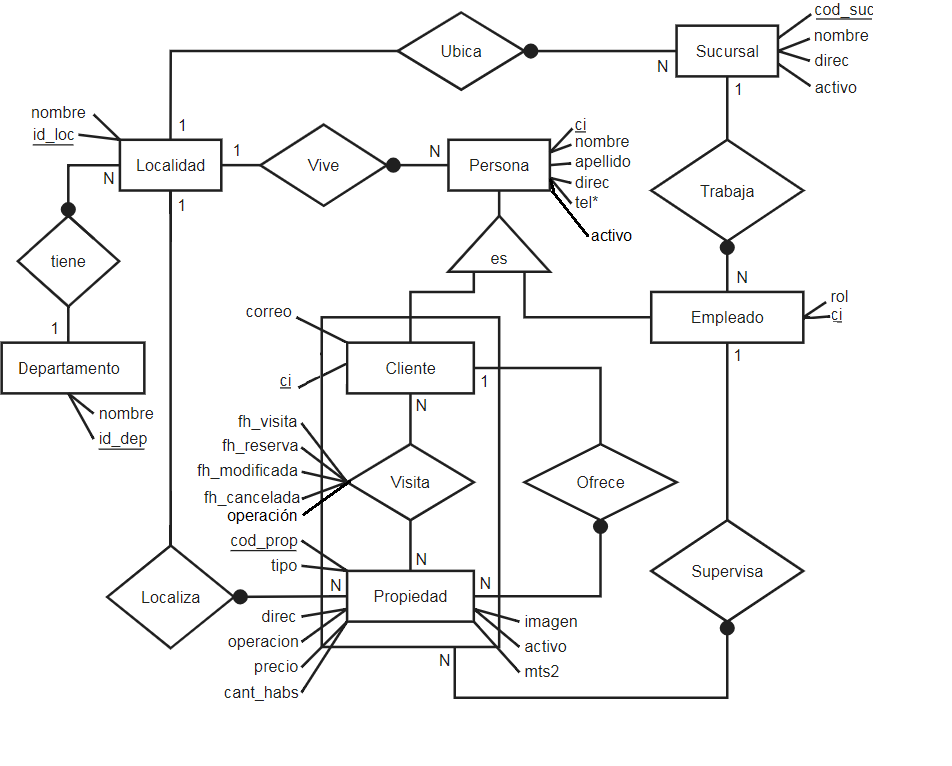 cod_suc
Ubica
Sucursal
nombre
direc
activo
N
1
nombre
id_loc
1
Localidad
1
Vive
N
Persona
ci
nombre
apellido
direc
tel*
activo
N
1
Trabaja
tiene
es
N
1
correo
Empleado
rol
ci
Departamento
Cliente
1
1
ci
N
nombre
id_dep
fh_visita
fh_reserva
fh_modificada
fh_cancelada
operación
Visita
Ofrece
cod_prop
tipo
N
Supervisa
Localiza
N
Propiedad
N
direc
operacion
precio
cant_habs
imagen
activo
mts2
N